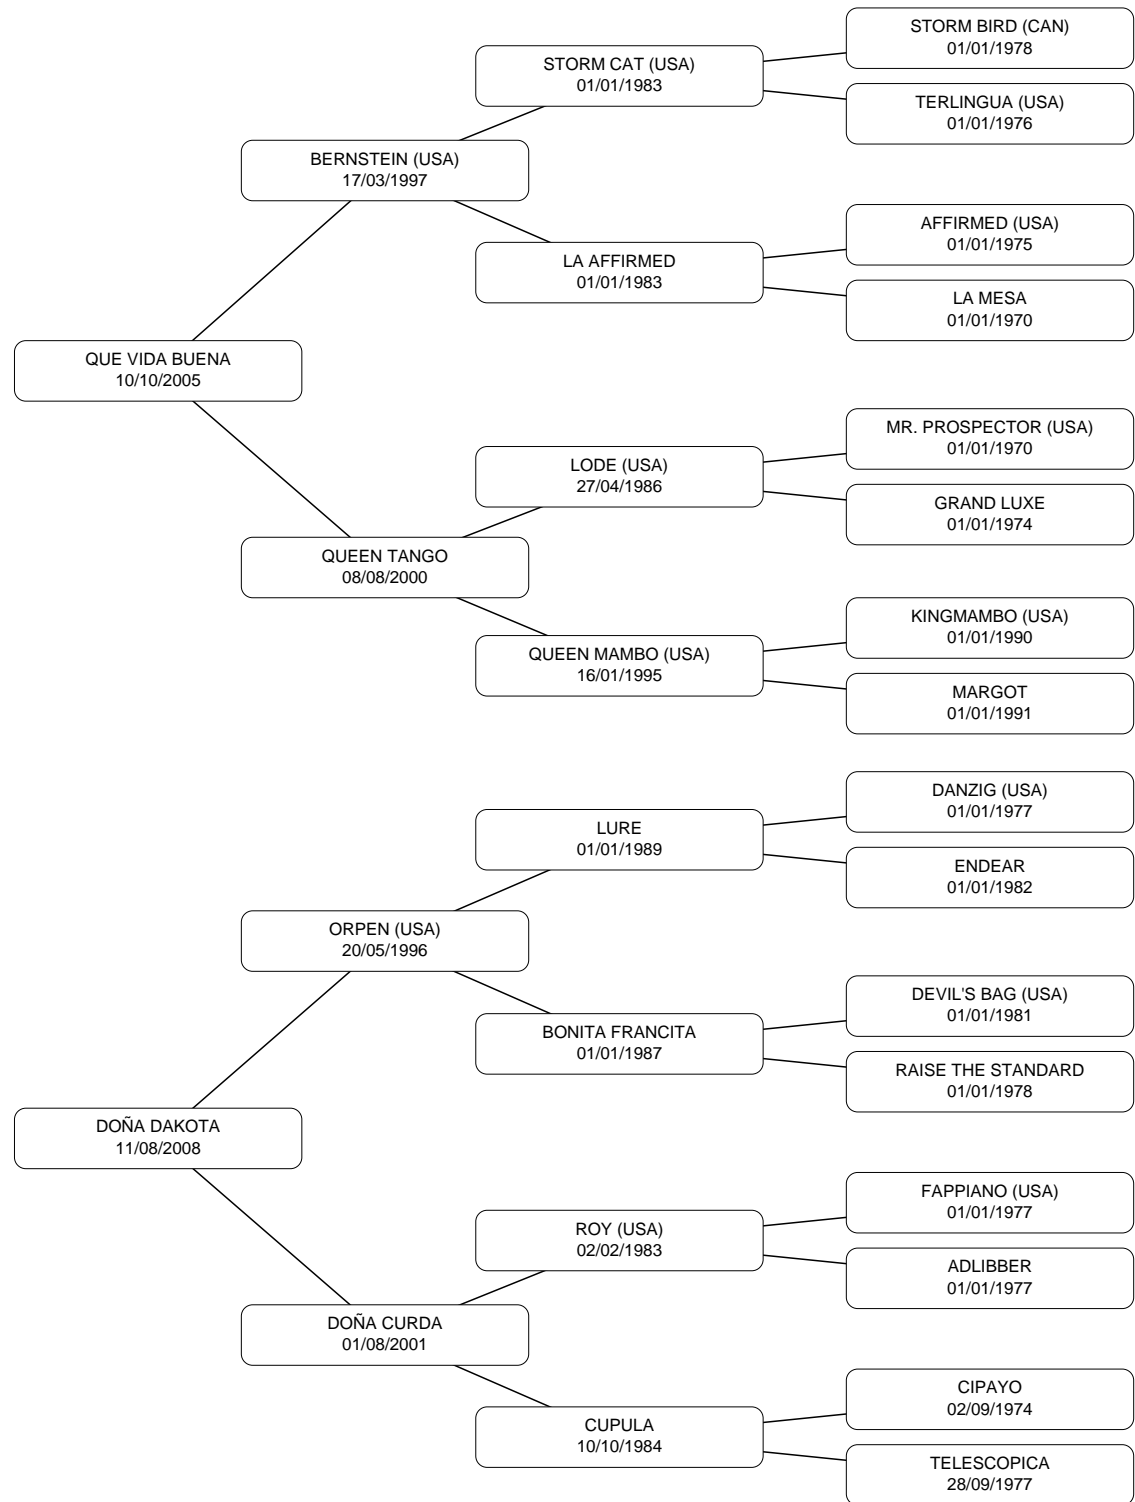 STORM BIRD (CAN)
01/01/1978
STORM CAT (USA)
01/01/1983
TERLINGUA (USA)
01/01/1976
BERNSTEIN (USA)
17/03/1997
AFFIRMED (USA)
01/01/1975
LA AFFIRMED
01/01/1983
LA MESA
01/01/1970
QUE VIDA BUENA
10/10/2005
MR. PROSPECTOR (USA)
01/01/1970
LODE (USA)
27/04/1986
GRAND LUXE
01/01/1974
QUEEN TANGO
08/08/2000
KINGMAMBO (USA)
01/01/1990
QUEEN MAMBO (USA)
16/01/1995
MARGOT
01/01/1991
DANZIG (USA)
01/01/1977
LURE
01/01/1989
ENDEAR
01/01/1982
ORPEN (USA)
20/05/1996
DEVIL'S BAG (USA)
01/01/1981
BONITA FRANCITA
01/01/1987
RAISE THE STANDARD
01/01/1978
DOÑA DAKOTA
11/08/2008
FAPPIANO (USA)
01/01/1977
ROY (USA)
02/02/1983
ADLIBBER
01/01/1977
DOÑA CURDA
01/08/2001
CIPAYO
02/09/1974
CUPULA
10/10/1984
TELESCOPICA
28/09/1977